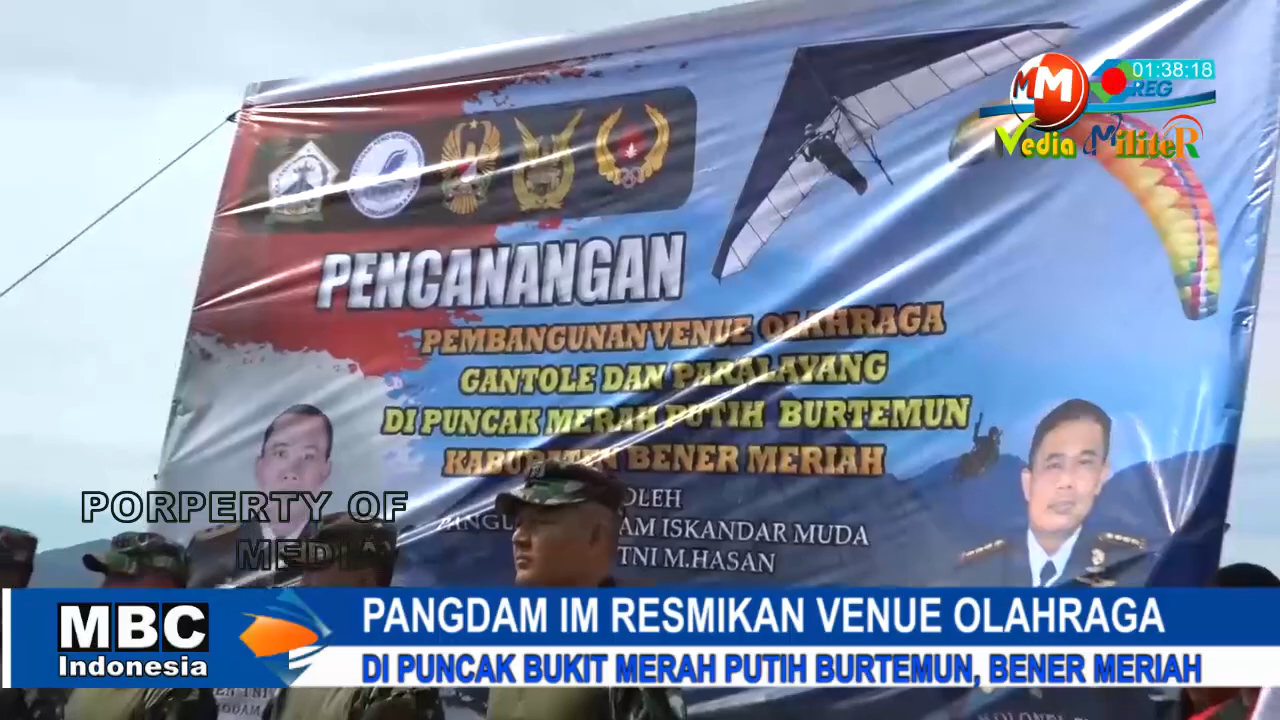 01:38:18
REG
MM
Media MiliteR
PENCANANGAN
PEMBANGUNAN VENUE OLAHRAGA
GANTOLE DAN PARALAYANG
DI PUNCAK MERAH PUTIH BURTEMUN
KABUPATEN BENER MERIAH
OLEH
AM ISKANDAR MUDA
TNI M.HASAN
PORPERTY OF
MEDIA
MBC
Indonesia
PANGDAM IM RESMIKAN VENUE OLAHRAGA
DI PUNCAK BUKIT MERAH PUTIH BURTEMUN, BENER MERIAH